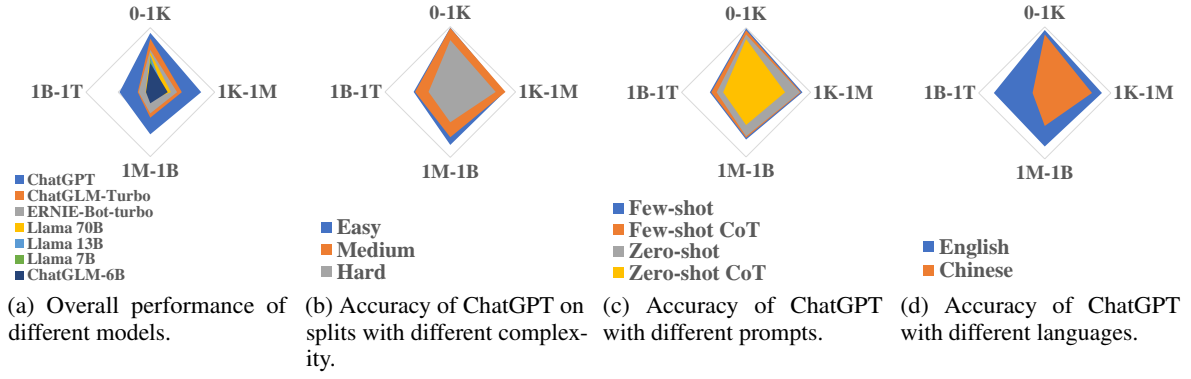 0-1K
1B-1T
1K-1M
1M-1B
ChatGPT
ChatGLM-Turbo
ERNIE-Bot-turbo
Llama 70B
Llama 13B
Llama 7B
ChatGLM-6B
(a) Overall performance of
different models.
0-1K
1B-1T
1K-1M
1M-1B
Easy
Medium
Hard
(b) Accuracy of ChatGPT on
splits with different complex-
ity.
0-1K
1B-1T
1K-1M
1M-1B
Few-shot
Few-shot CoT
Zero-shot
Zero-shot CoT
(c) Accuracy of ChatGPT
with different prompts.
0-1K
1B-1T
1K-1M
1M-1B
English
Chinese
(d) Accuracy of ChatGPT
with different languages.